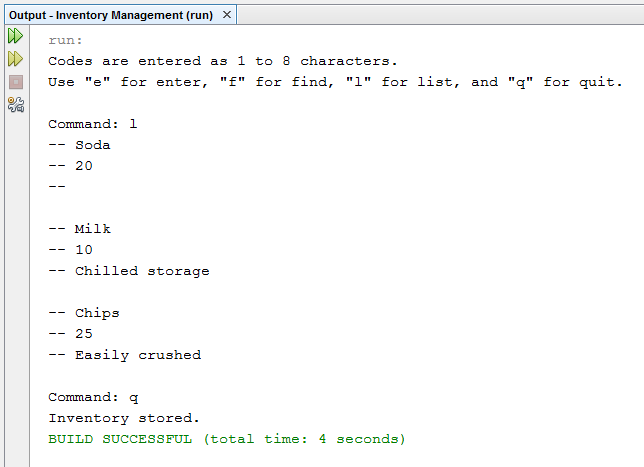 Output - Inventory Management (run) ×
run:
Codes are entered as 1 to 8 characters.
Use "e" for enter, "f" for find, "l" for list, and "q" for quit.
Command: l
-- Soda
-- 20
--
-- Milk
-- 10
-- Chilled storage
-- Chips
-- 25
-- Easily crushed
Command: q
Inventory stored.
BUILD SUCCESSFUL (total time: 4 seconds)